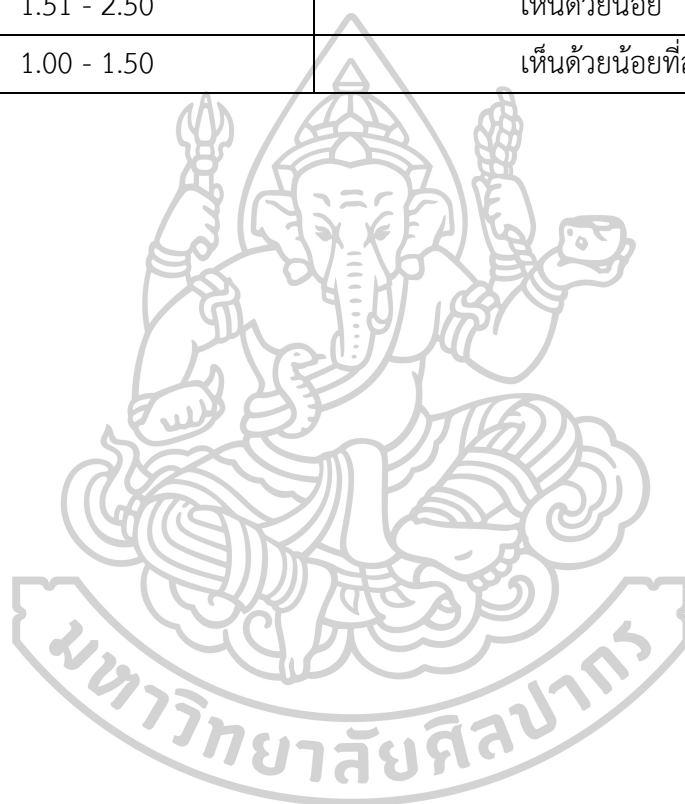 1.51 - 2.50 เห็นด้วยน้อย
1.00 - 1.50 เห็นด้วยน้อยที่
มหาวิทยาลัยศิลปากร